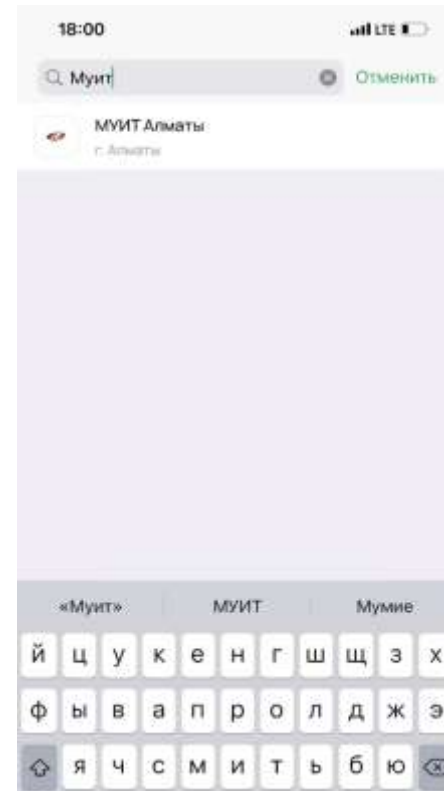 18:00 LTE
Муит Отменить
МУИТ Алматы
г. Алматы
«Муит» МУИТ Мумие
й ц у к е н г ш щ з х
ф ы в а п р о л д ж э
я ч с м и т ь б ю